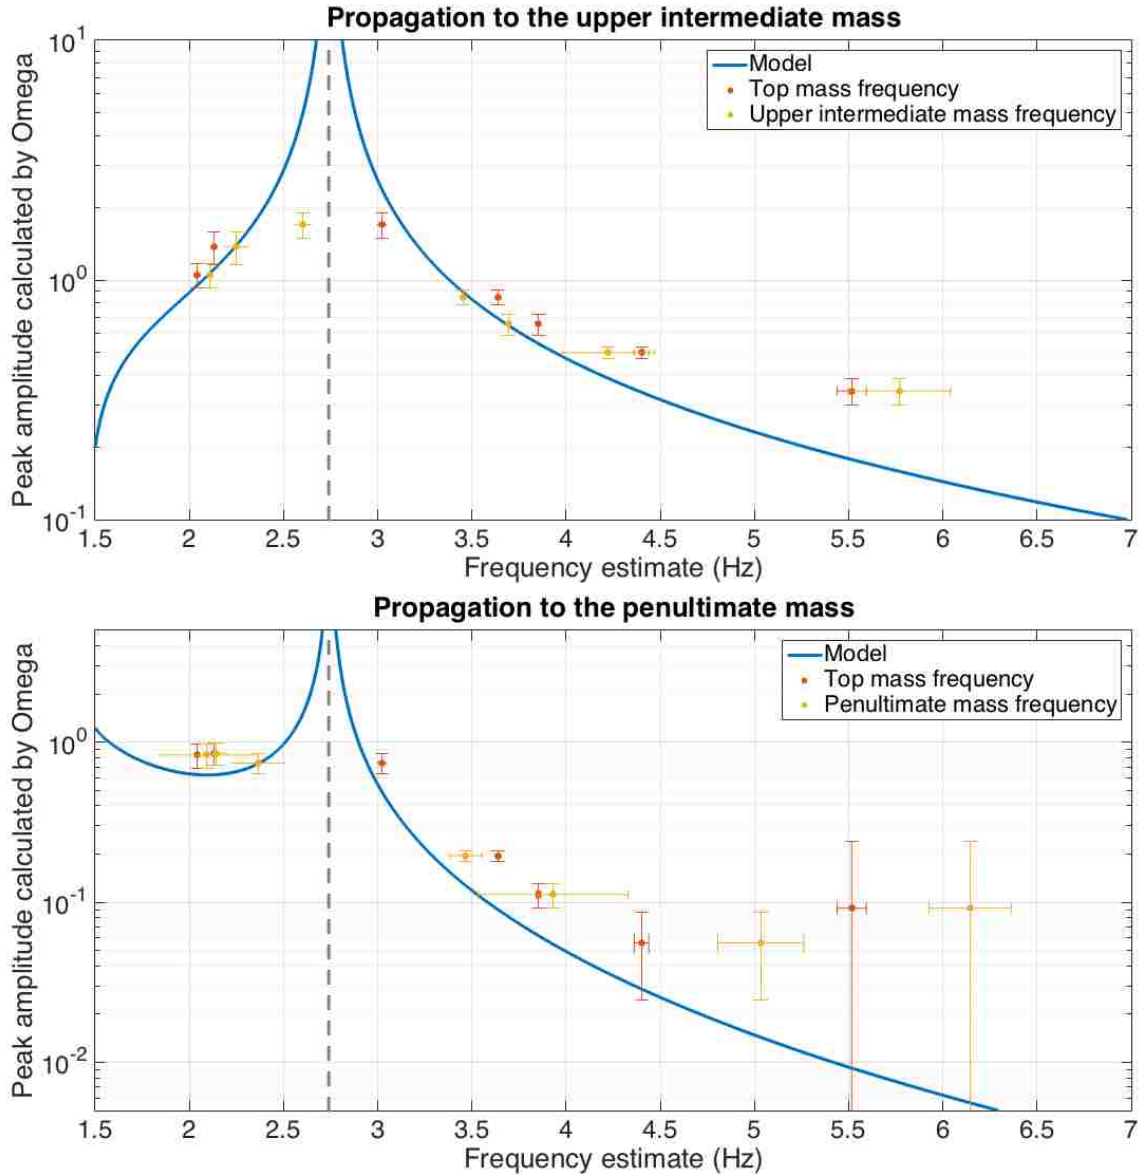 Propagation to the upper intermediate mass
Peak amplitude calculated by Omega
10^1
10^0
10^-1
Model
Top mass frequency
Upper intermediate mass frequency
1.5 2 2.5 3 3.5 4 4.5 5 5.5 6 6.5 7
Frequency estimate (Hz)
Propagation to the penultimate mass
Peak amplitude calculated by Omega
10^0
10^-1
10^-2
Model
Top mass frequency
Penultimate mass frequency
1.5 2 2.5 3 3.5 4 4.5 5 5.5 6 6.5 7
Frequency estimate (Hz)